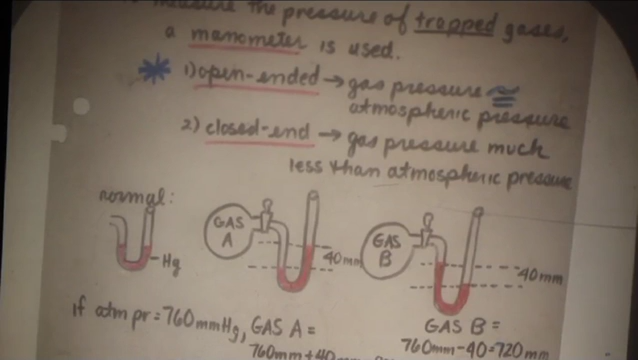 measure the pressure of trapped gases,
a manometer is used.
1) open-ended → gas pressure ≅
atmospheric pressure
2) closed-end → gas pressure much
less than atmospheric pressure
normal:
GAS
A
40mm
GAS
B
40mm
Hg
if atm pr = 760mmHg, GAS A =
760mm+40
GAS B =
760mm-40=720mm